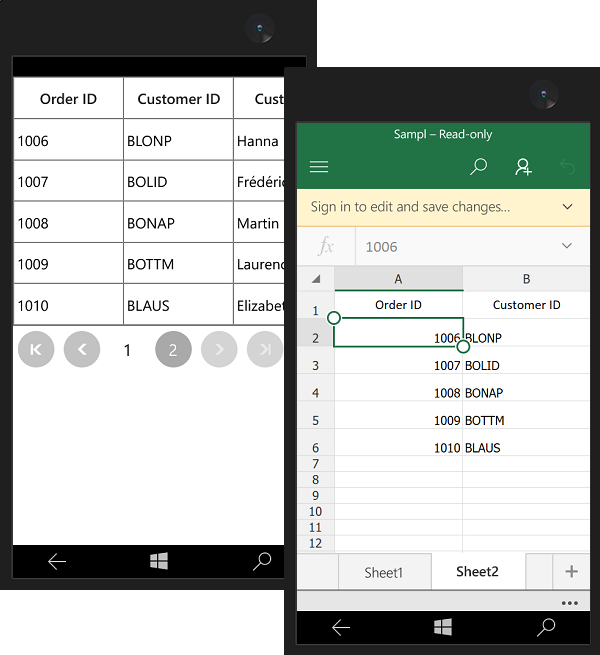 Order ID Customer ID Cust
1006 BLONP Hanna
1007 BOLID Frédéric
1008 BONAP Martin
1009 BOTTM Laurenc
1010 BLAUS Elizabet
1 2
Sampl – Read-only
Sign in to edit and save changes...
fx 1006
A B
1 Order ID Customer ID
2 1006 BLONP
3 1007 BOLID
4 1008 BONAP
5 1009 BOTTM
6 1010 BLAUS
7
8
9
10
11
12
Sheet1 Sheet2 +